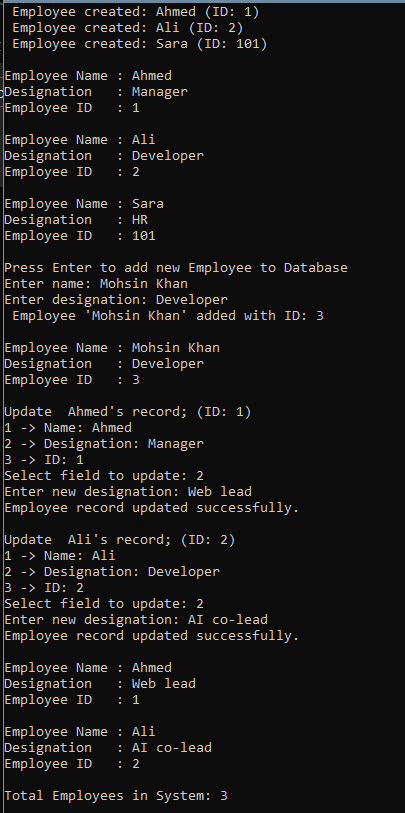 Employee created: Ahmed (ID: 1)
Employee created: Ali (ID: 2)
Employee created: Sara (ID: 101)
Employee Name : Ahmed
Designation   : Manager
Employee ID   : 1
Employee Name : Ali
Designation   : Developer
Employee ID   : 2
Employee Name : Sara
Designation   : HR
Employee ID   : 101
Press Enter to add new Employee to Database
Enter name: Mohsin Khan
Enter designation: Developer
Employee 'Mohsin Khan' added with ID: 3
Employee Name : Mohsin Khan
Designation   : Developer
Employee ID   : 3
Update  Ahmed's record; (ID: 1)
1 -> Name: Ahmed
2 -> Designation: Manager
3 -> ID: 1
Select field to update: 2
Enter new designation: Web lead
Employee record updated successfully.
Update  Ali's record; (ID: 2)
1 -> Name: Ali
2 -> Designation: Developer
3 -> ID: 2
Select field to update: 2
Enter new designation: AI co-lead
Employee record updated successfully.
Employee Name : Ahmed
Designation   : Web lead
Employee ID   : 1
Employee Name : Ali
Designation   : AI co-lead
Employee ID   : 2
Total Employees in System: 3